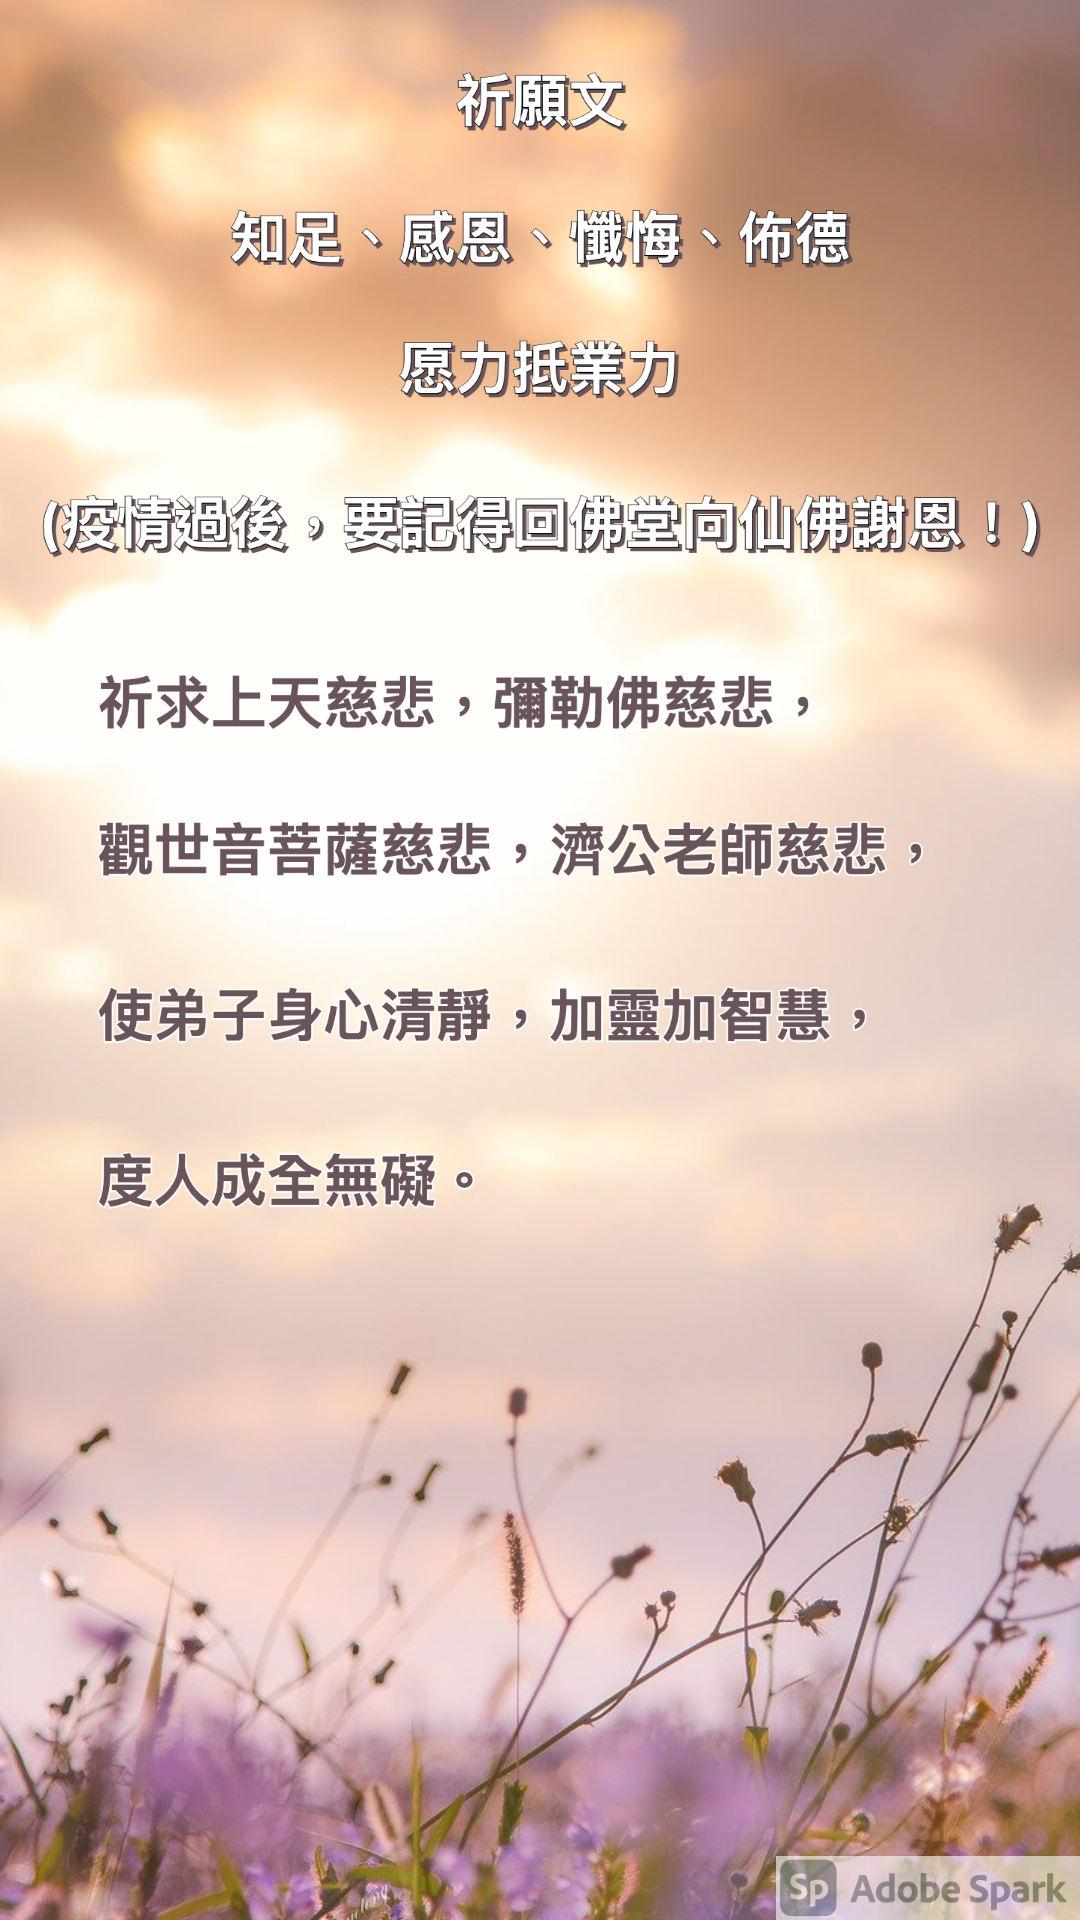 祈願文
知足、感恩、懺悔、佈德
愿力抵業力
(疫情過後，要記得回佛堂向仙佛謝恩！)
祈求上天慈悲，彌勒佛慈悲，
觀世音菩薩慈悲，濟公老師慈悲，
使弟子身心清靜，加靈加智慧，
度人成全無礙。
Sp Adobe Spark